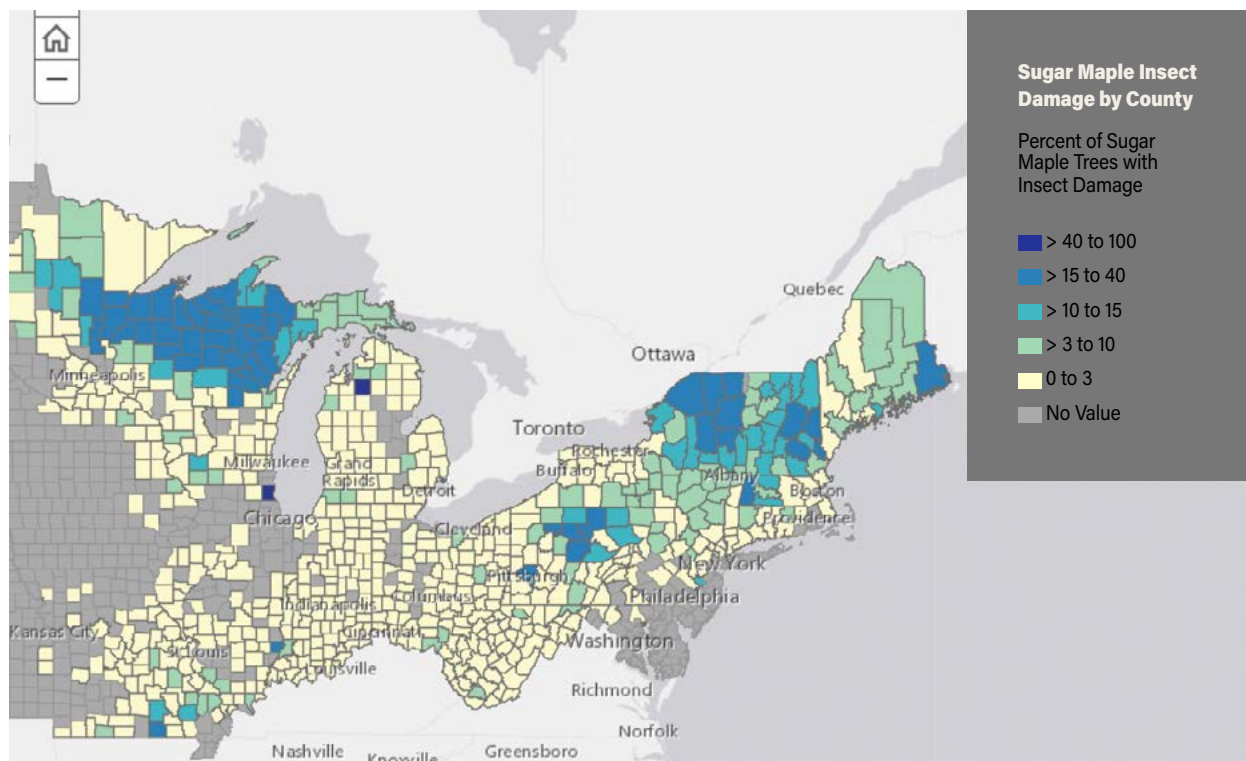 Sugar Maple Insect
Damage by County
Percent of Sugar
Maple Trees with
Insect Damage
> 40 to 100
> 15 to 40
> 10 to 15
> 3 to 10
0 to 3
No Value
Quebec
Ottawa
Minneapolis
Toronto
Rochester
Milwaukee
Grand
Rapids
Buffalo
Albany
Detroit
Boston
Chicago
Cleveland
Providence
New York
Pittsburgh
Philadelphia
Indianapolis
Columbus
Kansas City
Cincinnati
Washington
St Louis
Louisville
Richmond
Norfolk
Nashville
Knoxville
Greensboro